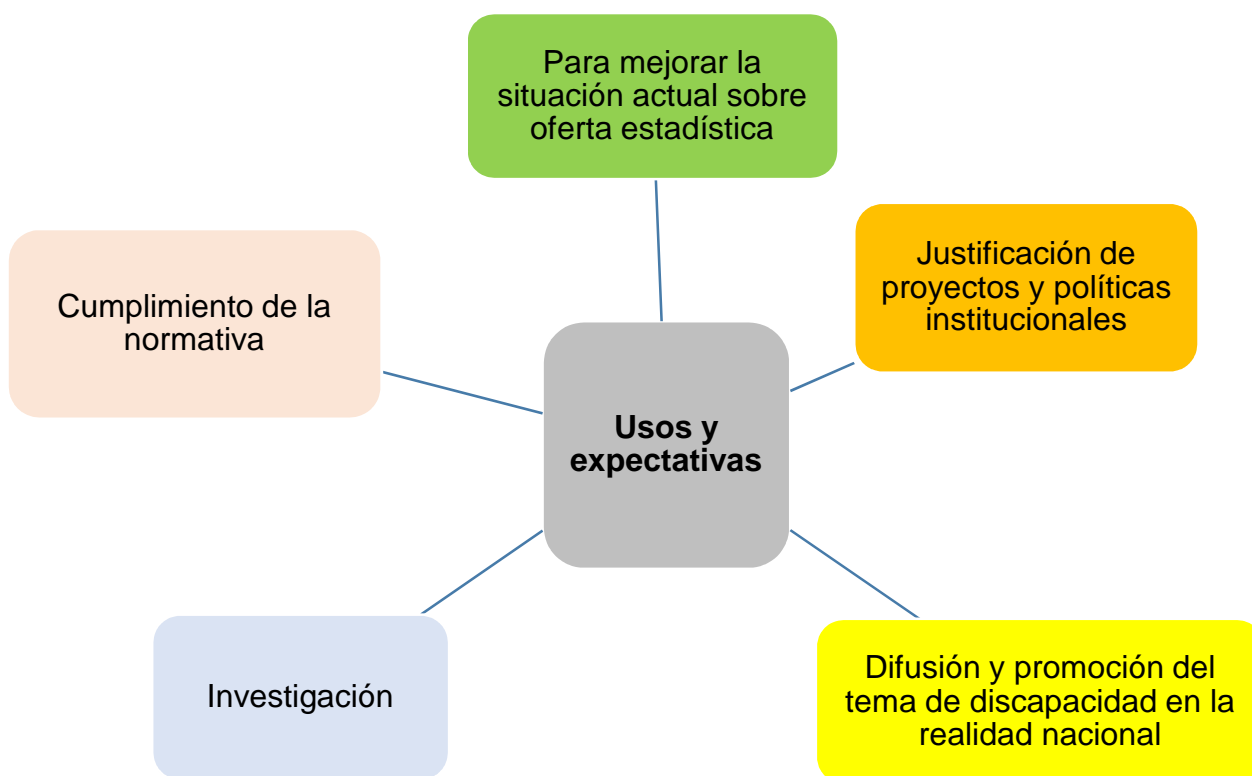 Para mejorar la
situación actual sobre
oferta estadística
Justificación de
proyectos y políticas
institucionales
Cumplimiento de la
normativa
Usos y
expectativas
Investigación
Difusión y promoción del
tema de discapacidad en la
realidad nacional